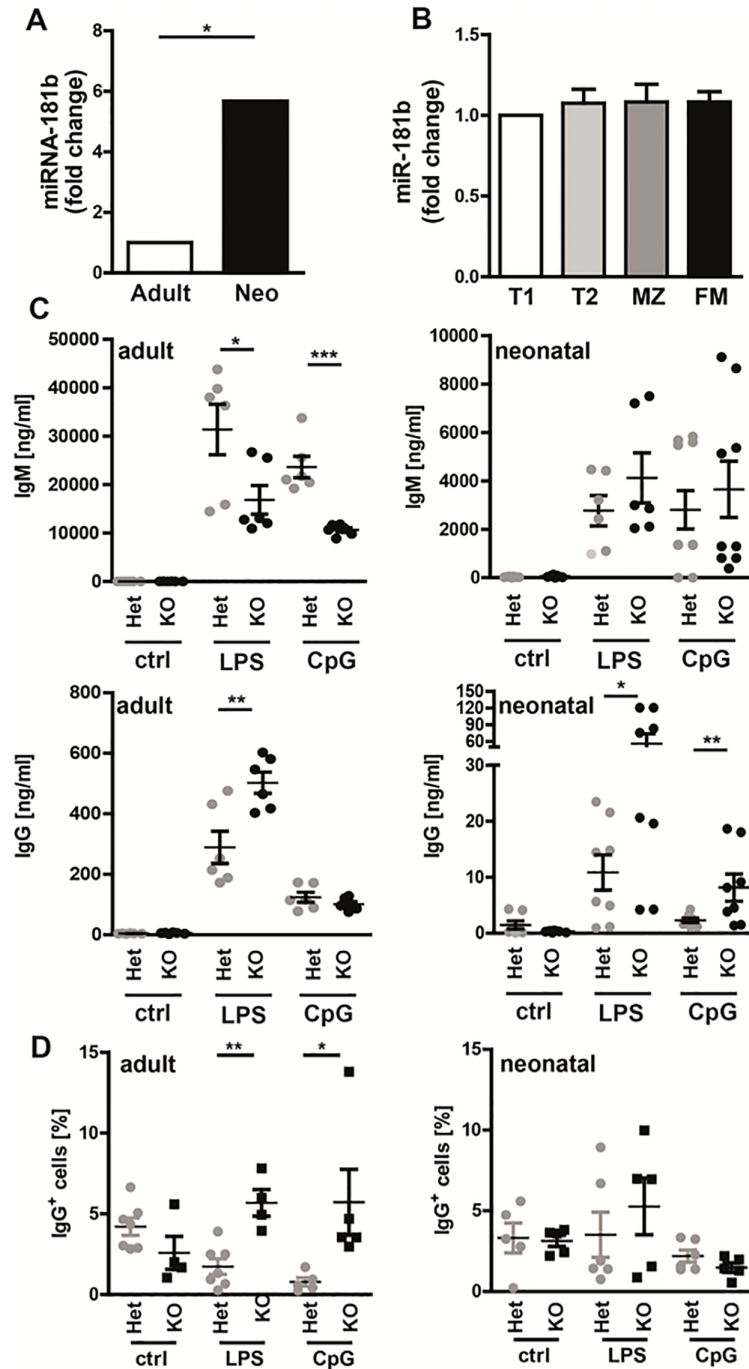 A
B
*
miRNA-181b
(fold change)
8
6
4
2
0
Adult Neo
miR-181b
(fold change)
1.5
1.0
0.5
0.0
T1 T2 MZ FM
C
adult
* ***
IgM [ng/ml]
50000
40000
30000
20000
10000
0
Het KO Het KO Het KO
ctrl LPS CpG
neonatal
IgM [ng/ml]
10000
8000
6000
4000
2000
0
Het KO Het KO Het KO
ctrl LPS CpG
adult
**
IgG [ng/ml]
800
600
400
200
0
Het KO Het KO Het KO
ctrl LPS CpG
neonatal
* **
IgG [ng/ml]
150
120
90
60
30
20
10
0
Het KO Het KO Het KO
ctrl LPS CpG
D
adult
** *
IgG+ cells [%]
15
10
5
0
Het KO Het KO Het KO
ctrl LPS CpG
neonatal
IgG+ cells [%]
15
10
5
0
Het KO Het KO Het KO
ctrl LPS CpG